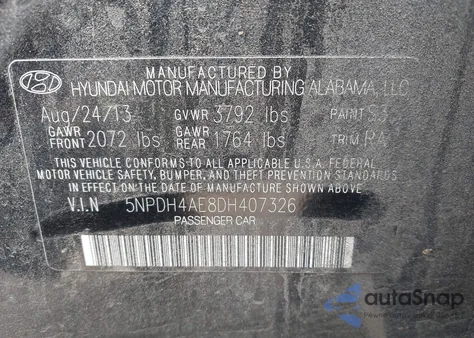 MANUFACTURED BY
HYUNDAI MOTOR MANUFACTURING ALABAMA, LLC
Aug/24/13 GVWR 3792 lbs PAINT S3
GAWR FRONT 2072 lbs GAWR REAR 1764 lbs TRIM RA
THIS VEHICLE CONFORMS TO ALL APPLICABLE U.S.A. FEDERAL
MOTOR VEHICLE SAFETY, BUMPER, AND THEFT PREVENTION STANDARDS
IN EFFECT ON THE DATE OF MANUFACTURE SHOWN ABOVE.
V.I.N 5NPDH4AE8DH407326
PASSENGER CAR
autoSnap